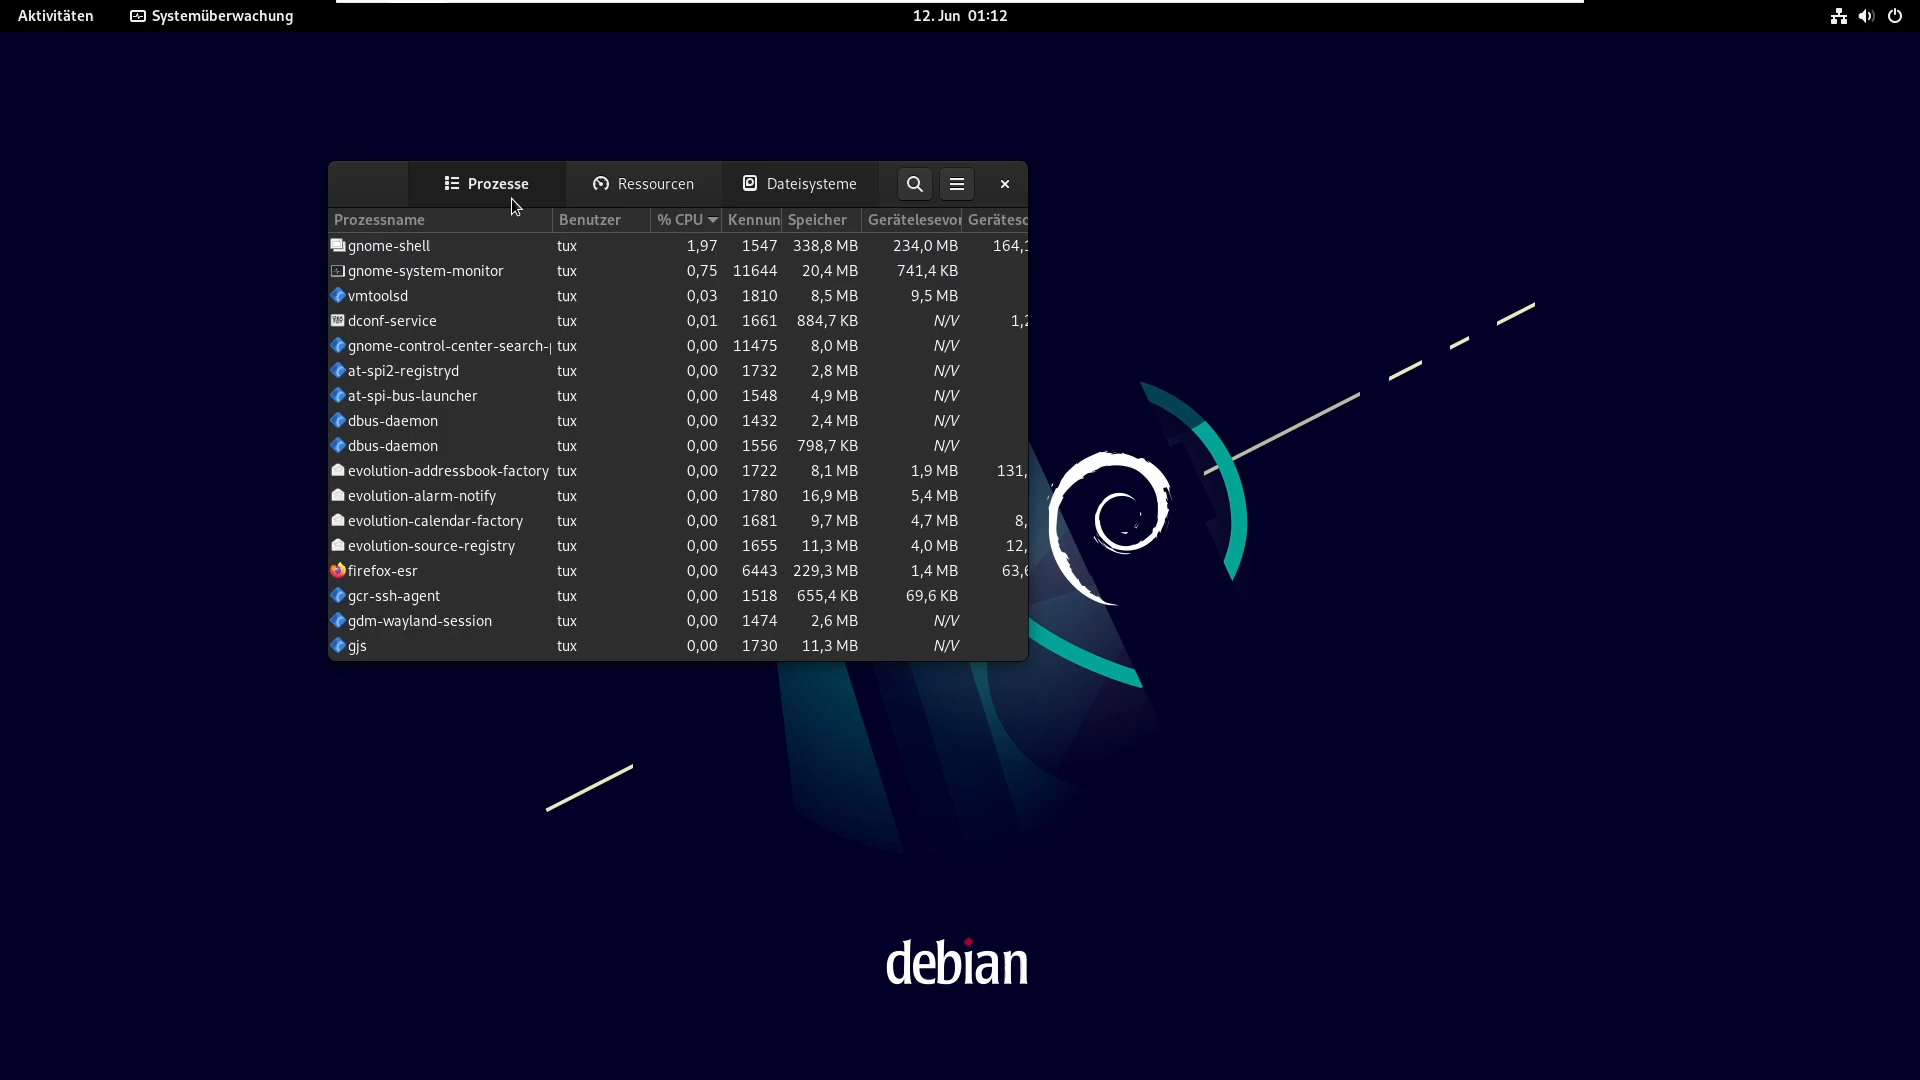 Aktivitäten Systemüberwachung 12. Jun 01:12
Prozesse Ressourcen Dateisysteme
Prozessname Benutzer % CPU Kennun Speicher Gerätelesevor Gerätesc
gnome-shell tux 1,97 1547 338,8 MB 234,0 MB 164,1
gnome-system-monitor tux 0,75 11644 20,4 MB 741,4 KB
vmtoolsd tux 0,03 1810 8,5 MB 9,5 MB
dconf-service tux 0,01 1661 884,7 KB N/V 1,2
gnome-control-center-search-p tux 0,00 11475 8,0 MB N/V
at-spi2-registryd tux 0,00 1732 2,8 MB N/V
at-spi-bus-launcher tux 0,00 1548 4,9 MB N/V
dbus-daemon tux 0,00 1432 2,4 MB N/V
dbus-daemon tux 0,00 1556 798,7 KB N/V
evolution-addressbook-factory tux 0,00 1722 8,1 MB 1,9 MB 131,
evolution-alarm-notify tux 0,00 1780 16,9 MB 5,4 MB
evolution-calendar-factory tux 0,00 1681 9,7 MB 4,7 MB 8,
evolution-source-registry tux 0,00 1655 11,3 MB 4,0 MB 12,
firefox-esr tux 0,00 6443 229,3 MB 1,4 MB 63,6
gcr-ssh-agent tux 0,00 1518 655,4 KB 69,6 KB
gdm-wayland-session tux 0,00 1474 2,6 MB N/V
gjs tux 0,00 1730 11,3 MB N/V
debian